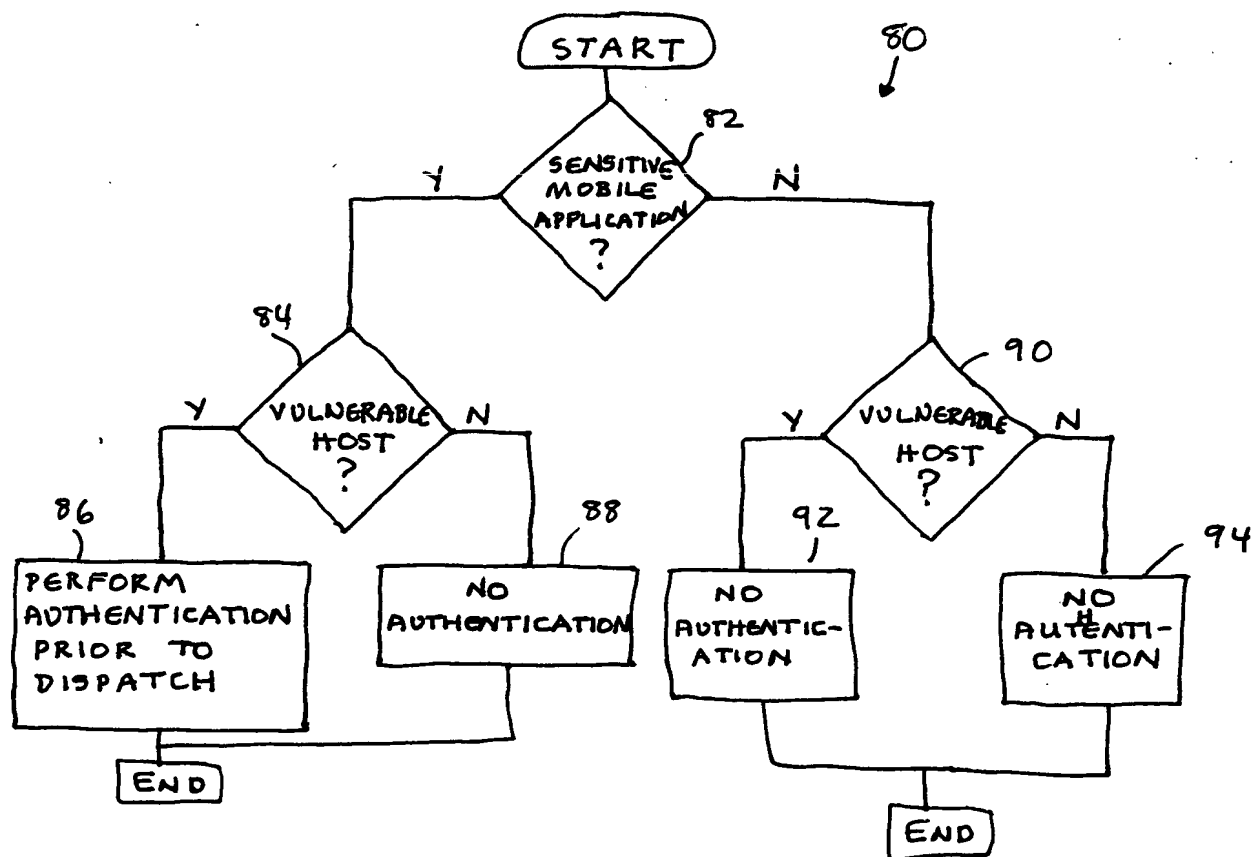 START
80
82
SENSITIVE
MOBILE
APPLICATION
?
Y
N
84
VULNERABLE
HOST
?
Y
N
90
VULNERABLE
HOST
?
Y
N
86
PERFORM
AUTHENTICATION
PRIOR TO
DISPATCH
88
NO
AUTHENTICATION
92
NO
AUTHENTIC-
ATION
94
NO
AUTHENTI-
CATION
END
END